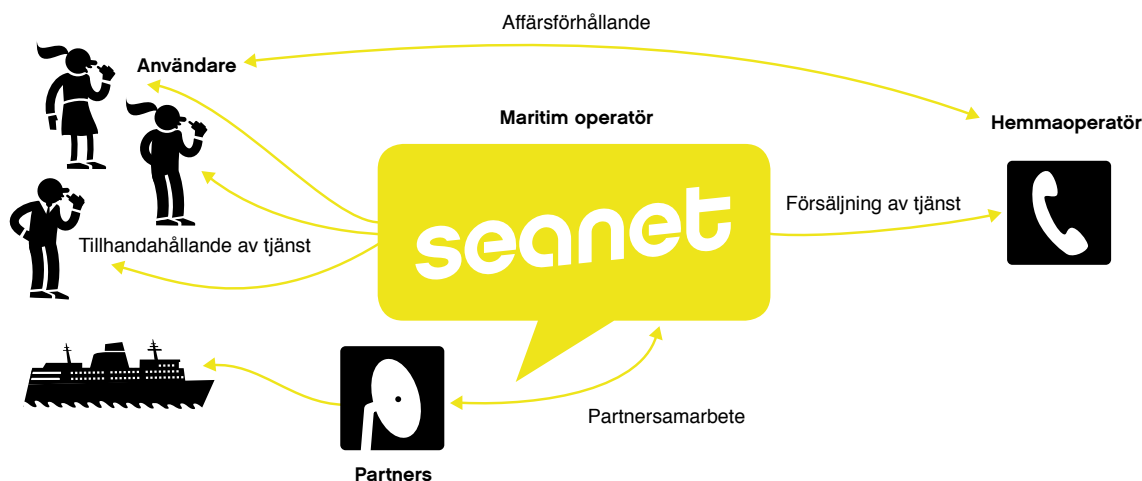 Affärsförhållande
Användare
Maritim operatör
Hemmaoperatör
seanet
Försäljning av tjänst
Tillhandahållande av tjänst
Partnersamarbete
Partners